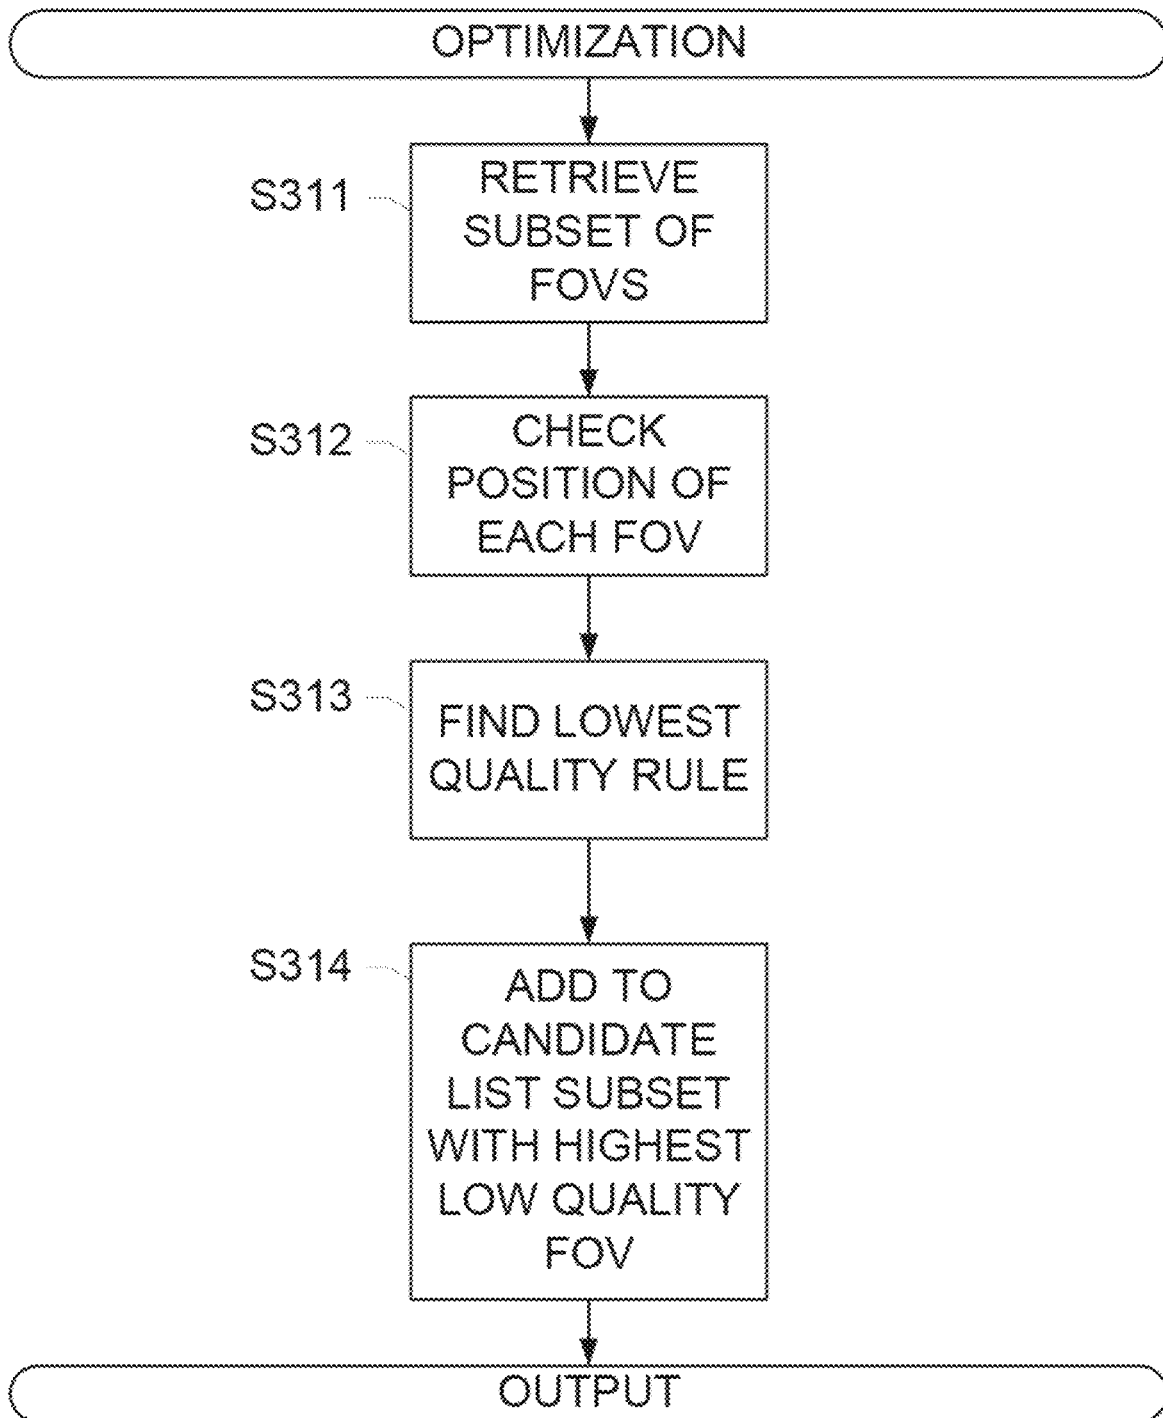 OPTIMIZATION
S311
RETRIEVE
SUBSET OF
FOVS
S312
CHECK
POSITION OF
EACH FOV
S313
FIND LOWEST
QUALITY RULE
S314
ADD TO
CANDIDATE
LIST SUBSET
WITH HIGHEST
LOW QUALITY
FOV
OUTPUT